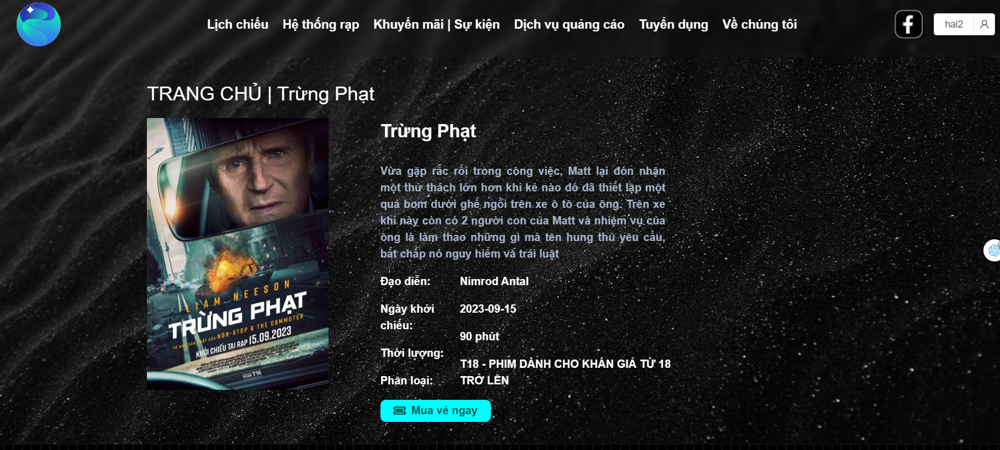 Lịch chiếu Hệ thống rạp Khuyến mãi | Sự kiện Dịch vụ quảng cáo Tuyển dụng Về chúng tôi
hai2
TRANG CHỦ | Trừng Phạt
LIAM NEESON
TRỪNG PHẠT
TỪ NHÀ SẢN XUẤT CỦA NON-STOP & THE COMMUTER
KHỞI CHIẾU TẠI RẠP 15.09.2023
PHIM T16
Trừng Phạt
Vừa gặp rắc rối trong công việc, Matt lại đón nhận
một thử thách lớn hơn khi kẻ nào đó đã thiết lập một
quả bom dưới ghế ngồi trên xe ô tô của ông. Trên xe
khi này còn có 2 người con của Matt và nhiệm vụ của
ông là làm thao những gì mà tên hung thủ yêu cầu,
bất chấp nó nguy hiểm và trái luật
Đạo diễn: Nimrod Antal
Ngày khởi 2023-09-15
chiếu:
90 phút
Thời lượng:
T18 - PHIM DÀNH CHO KHÁN GIẢ TỪ 18
Phân loại: TRỞ LÊN
Mua vé ngay